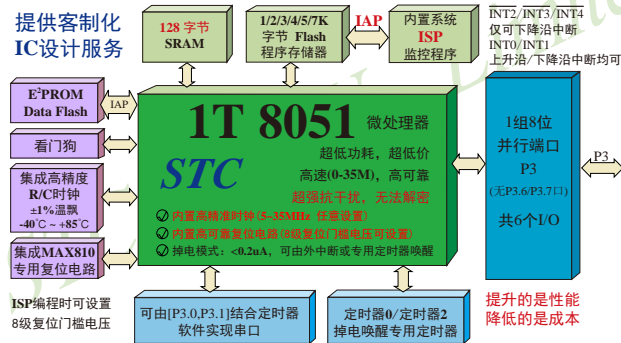 提供客制化
IC设计服务
128 字节
SRAM
1/2/3/4/5/7K
字节 Flash
程序存储器
IAP
内置系统
ISP
监控程序
INT2/INT3/INT4
仅可下降沿中断
INT0/INT1
上升沿/下降沿中断均可
E²PROM
Data Flash
IAP
看门狗
集成高精度
R/C时钟
±1%温飘
-40℃ ~ +85℃
集成MAX810
专用复位电路
1T 8051 微处理器
STC
超低功耗，超低价
高速(0-35M)，高可靠
超强抗干扰，无法解密
内置高精准时钟(5~35MHz 任意设置)
内置高可靠复位电路(8级复位门槛电压可设置)
掉电模式：<0.2uA，可由外中断或专用定时器唤醒
1组8位
并行端口
P3
(无P3.6/P3.7口)
共6个I/O
P3
ISP编程时可设置
8级复位门槛电压
可由[P3.0,P3.1]结合定时器
软件实现串口
定时器0/定时器2
掉电唤醒专用定时器
提升的是性能
降低的是成本